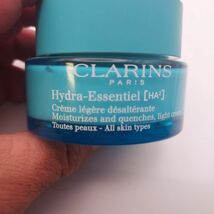 CLARINS
PARIS
Hydra-Essentiel [HA²]
Crème légère désaltérante
Moisturizes and quenches, light cream
Toutes peaux - All skin types